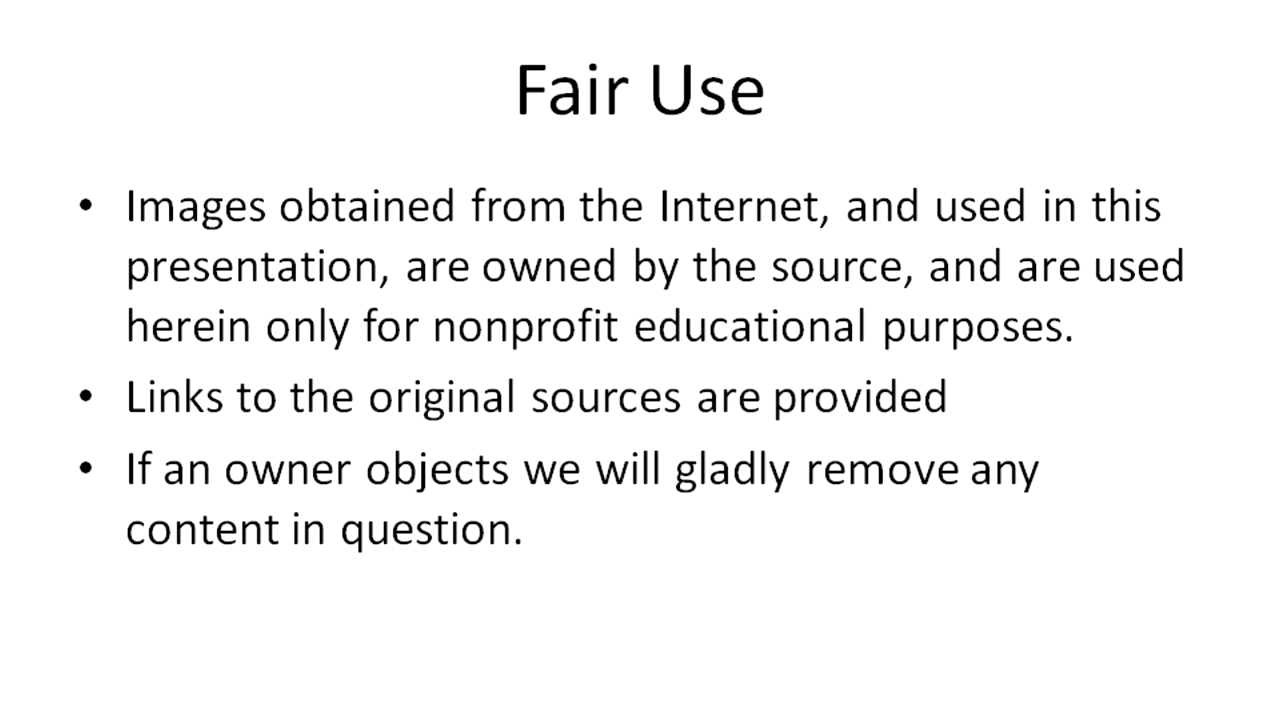 Fair Use
• Images obtained from the Internet, and used in this
presentation, are owned by the source, and are used
herein only for nonprofit educational purposes.
• Links to the original sources are provided
• If an owner objects we will gladly remove any
content in question.